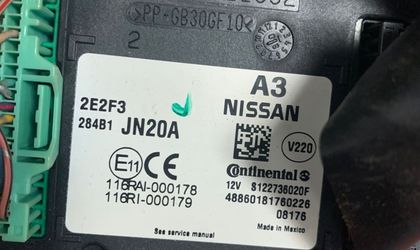 >PP-GB30GF10<
2
A3
2E2F3
NISSAN
284B1 JN20A
V220
E11 CE
Continental
12V 8122736020F
116RAI-000178
48860181760226
116RI-000179
08176
See service manual
Made in Mexico